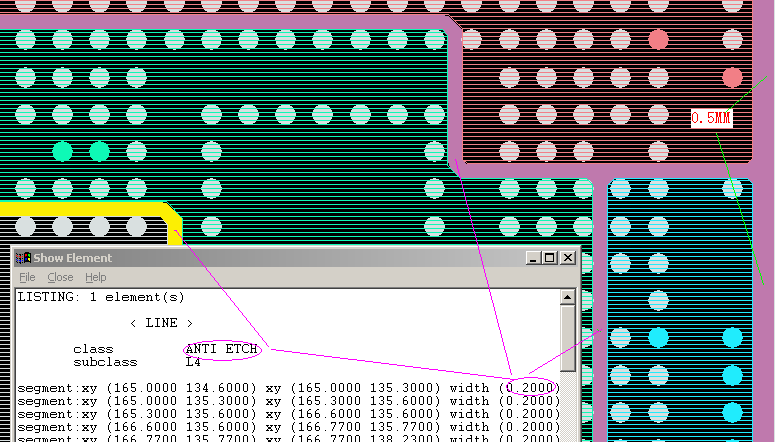 0.5MM
Show Element
File Close Help
LISTING: 1 element(s)
< LINE >
class ANTI ETCH
subclass L4
segment:xy (165.0000 134.6000) xy (165.0000 135.3000) width (0.2000)
segment:xy (165.0000 135.3000) xy (165.3000 135.6000) width (0.2000)
segment:xy (165.3000 135.6000) xy (166.6000 135.6000) width (0.2000)
segment:xy (166.6000 135.6000) xy (166.7700 135.7700) width (0.2000)
segment:xy (166.7700 135.7700) xy (166.7700 138.2300) width (0.2000)